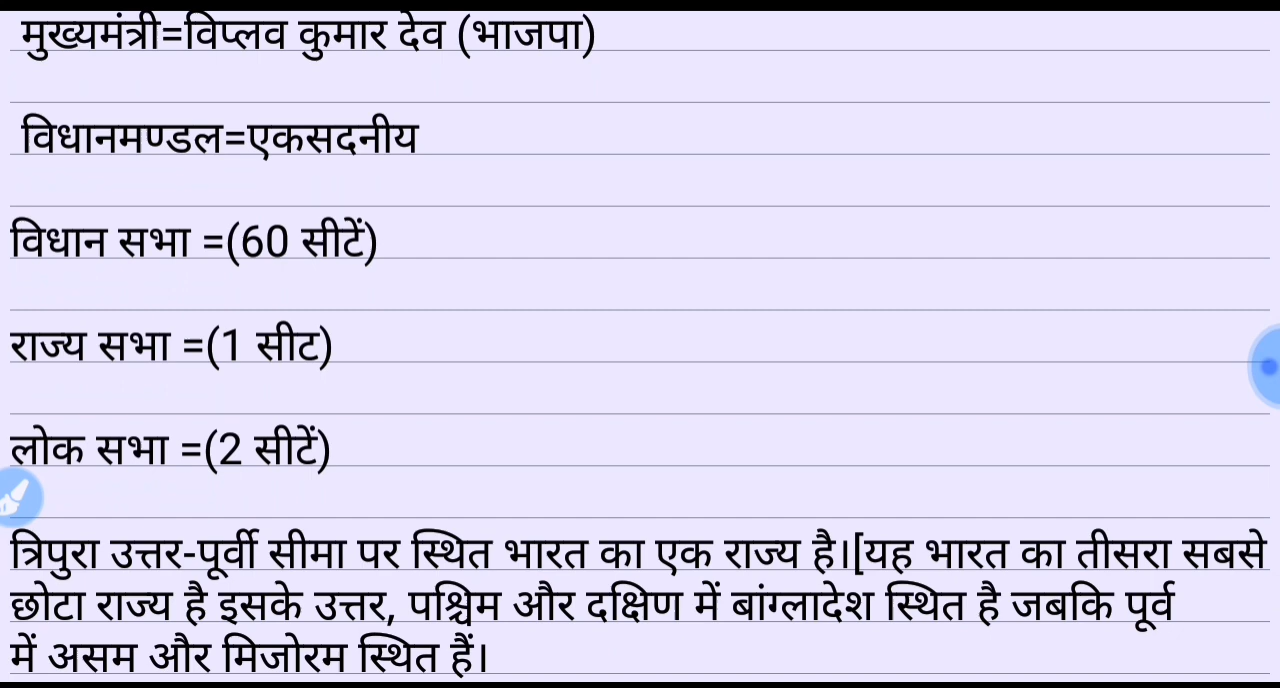 मुख्यमंत्री=विप्लव कुमार देव (भाजपा)
विधानमण्डल=एकसदनीय
विधान सभा =(60 सीटें)
राज्य सभा =(1 सीट)
लोक सभा =(2 सीटें)
त्रिपुरा उत्तर-पूर्वी सीमा पर स्थित भारत का एक राज्य है।[यह भारत का तीसरा सबसे
छोटा राज्य है इसके उत्तर, पश्चिम और दक्षिण में बांग्लादेश स्थित है जबकि पूर्व
में असम और मिजोरम स्थित हैं।